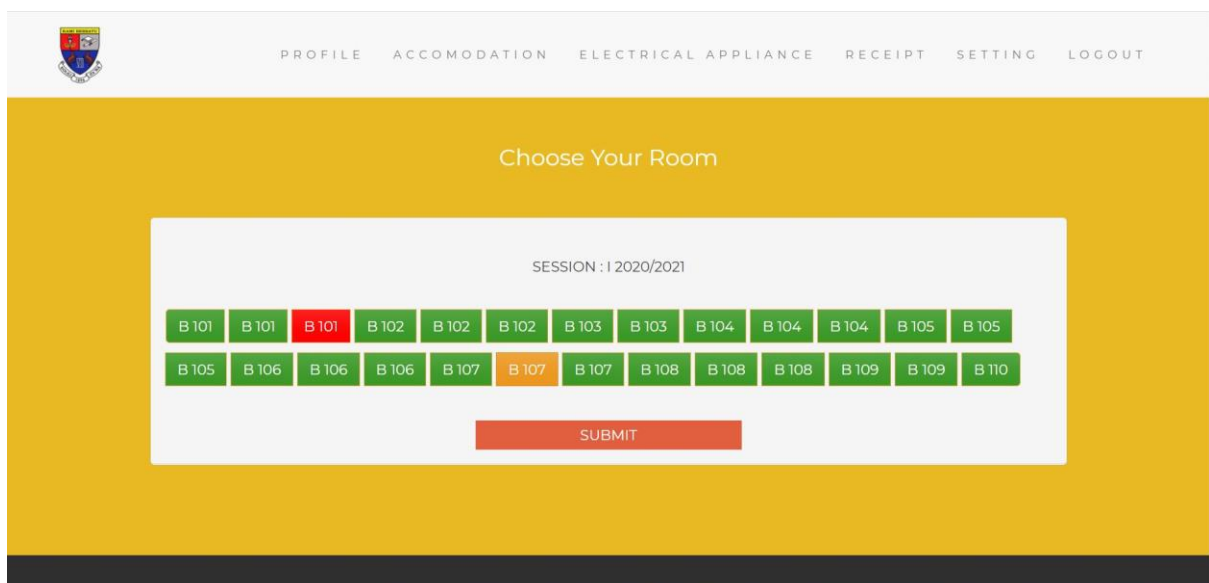 PROFILE ACCOMODATION ELECTRICAL APPLIANCE RECEIPT SETTING LOGOUT
Choose Your Room
SESSION : I 2020/2021
B 101 B 101 B 101 B 102 B 102 B 102 B 103 B 103 B 104 B 104 B 104 B 105 B 105
B 105 B 106 B 106 B 106 B 107 B 107 B 107 B 108 B 108 B 108 B 109 B 109 B 110
SUBMIT